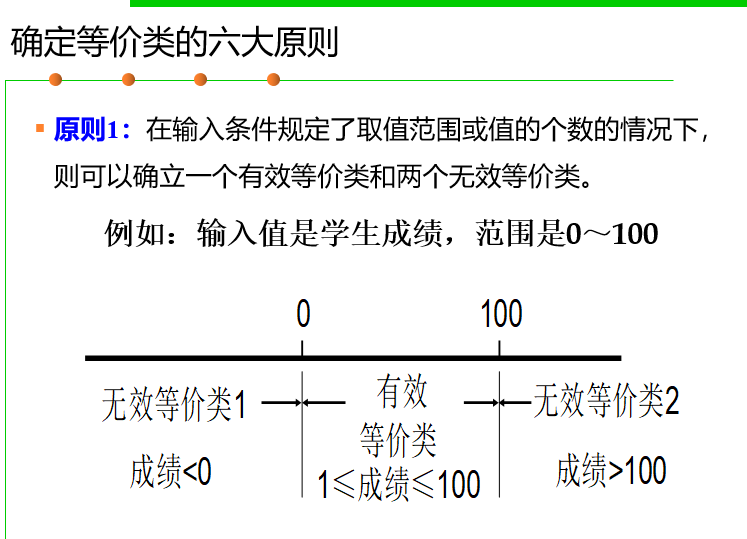 确定等价类的六大原则
原则1：在输入条件规定了取值范围或值的个数的情况下，
则可以确立一个有效等价类和两个无效等价类。
例如：输入值是学生成绩，范围是0～100
0 100
无效等价类1 有效 无效等价类2
等价类
成绩<0 1≤成绩≤100 成绩>100